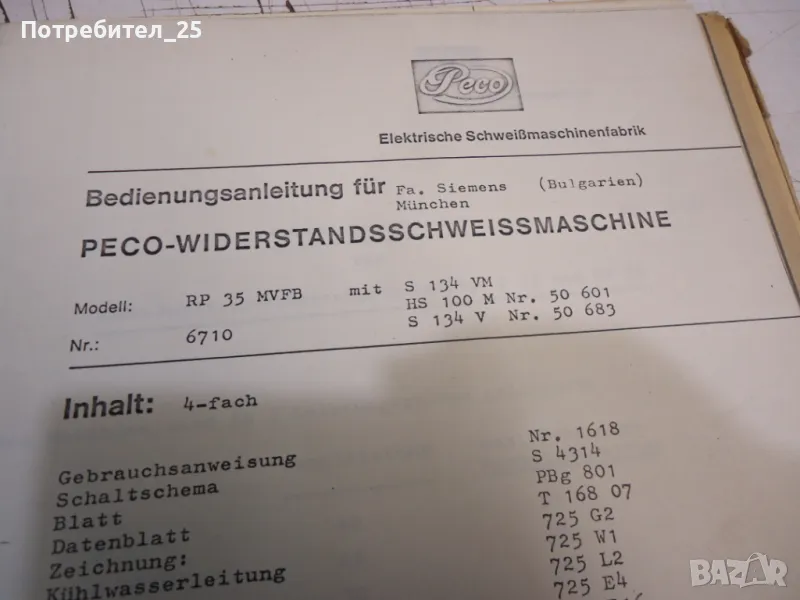 Потребител_25
Peco
Elektrische Schweißmaschinenfabrik
Bedienungsanleitung für Fa. Siemens (Bulgarien)
München
PECO-WIDERSTANDSSCHWEISSMASCHINE
Modell: RP 35 MVFB mit S 134 VM
HS 100 M Nr. 50 601
Nr.: 6710 S 134 V Nr. 50 683
Inhalt: 4-fach
Gebrauchsanweisung Nr. 1618
Schaltschema S 4314
Blatt PBg 801
Datenblatt T 168 07
Zeichnung: 725 G2
Kühlwasserleitung 725 W1
725 L2
725 E4
BAZAR